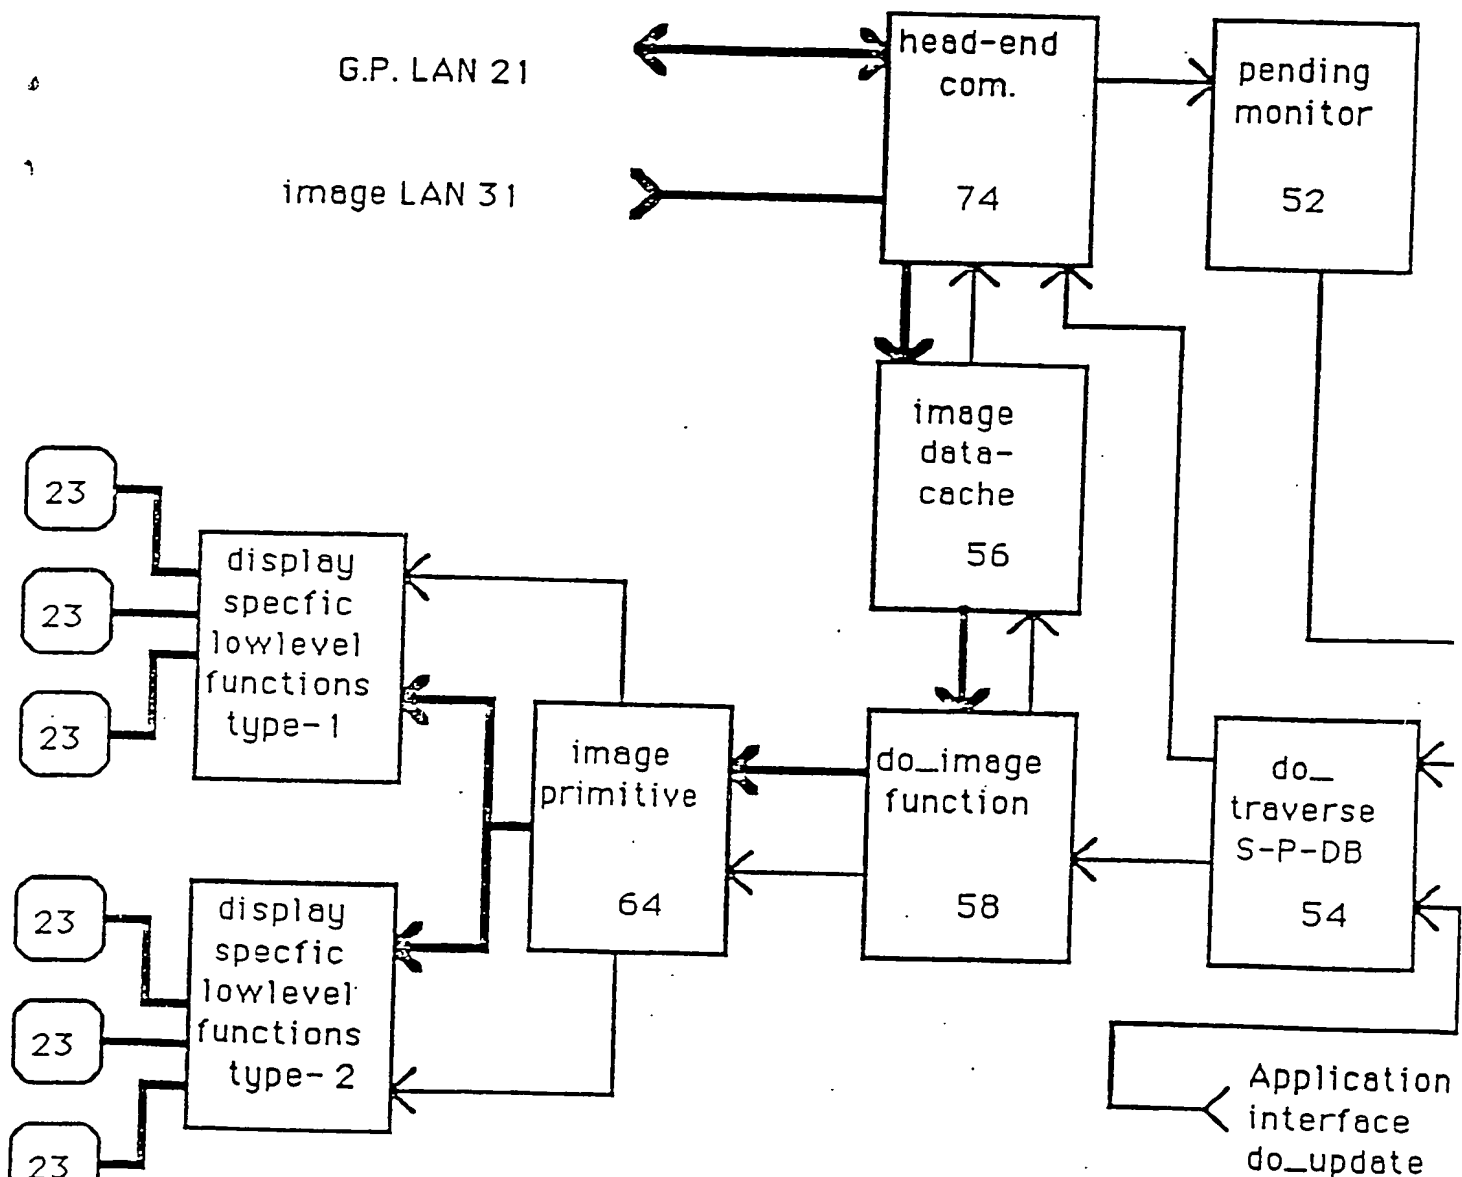 G.P. LAN 21
image LAN 31
head-end
com.
74
pending
monitor
52
image
data-
cache
56
23
23
23
display
specfic
lowlevel
functions
type-1
image
primitive
64
do_image
function
58
do_
traverse
S-P-DB
54
23
23
23
display
specfic
lowlevel
functions
type-2
Application
interface
do_update